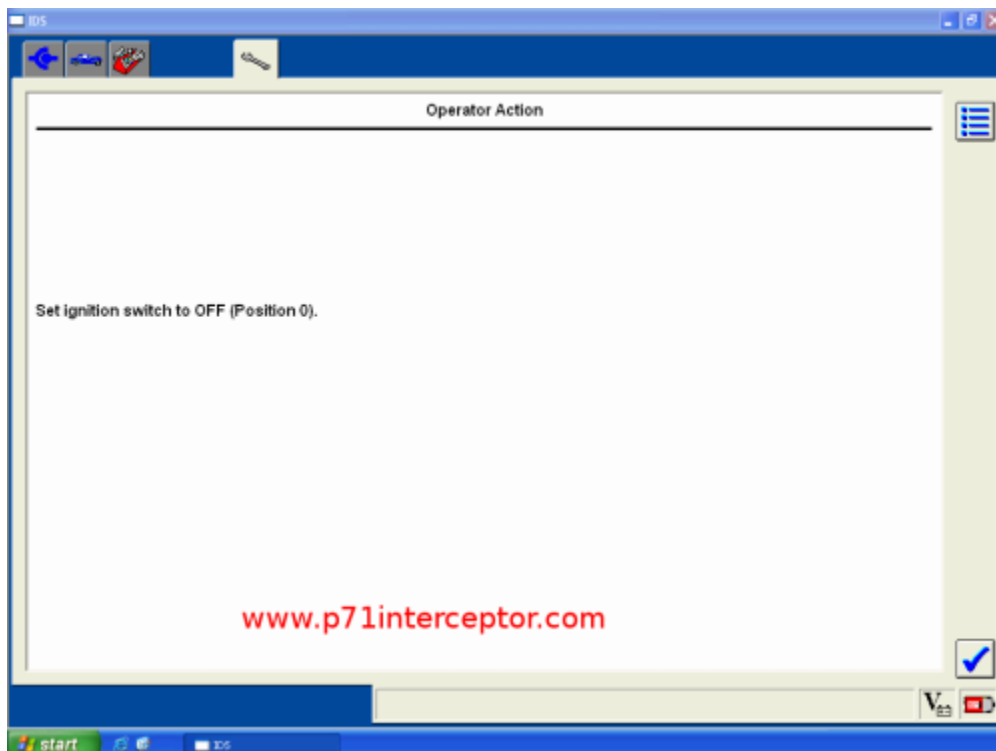 IDS
Operator Action
Set ignition switch to OFF (Position 0).
www.p71interceptor.com
V
start
IDS